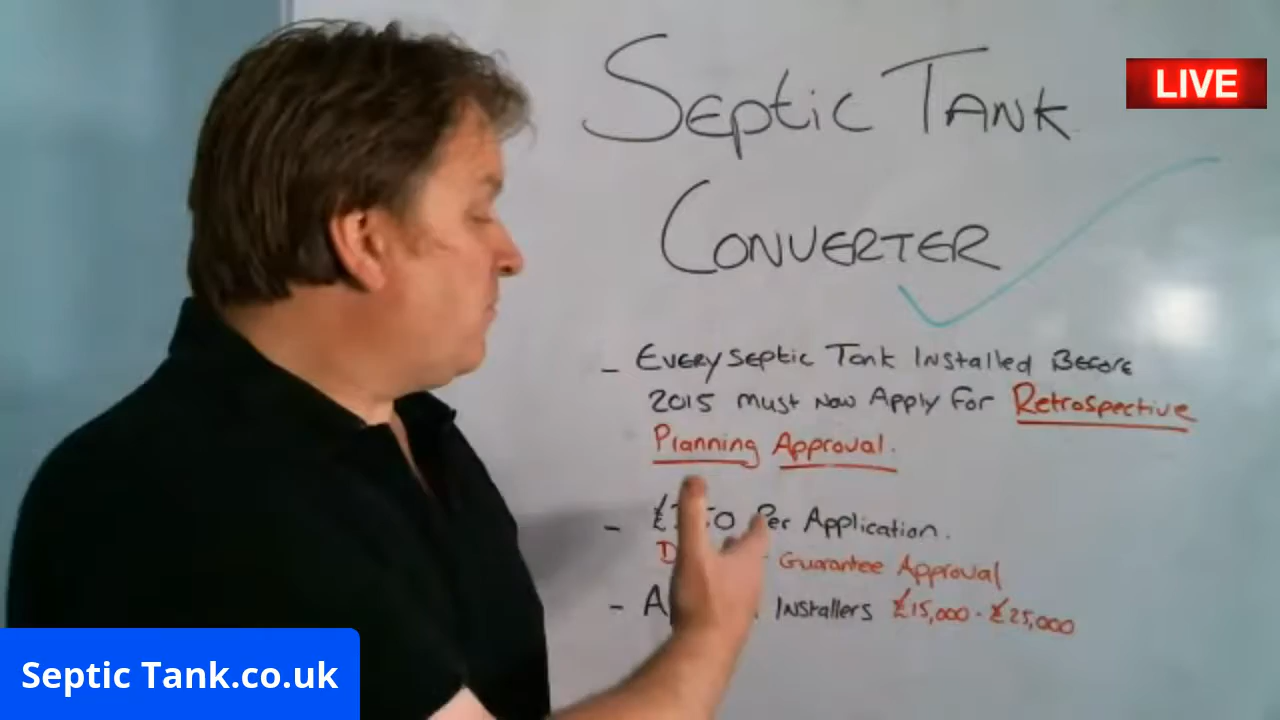 Septic Tank
Converter
LIVE
- Every Septic Tank Installed Before
2015 must now Apply for Retrospective
Planning Approval.
- Per Application.
Guarantee Approval
- Installers £15,000 - £25,000
Septic Tank.co.uk